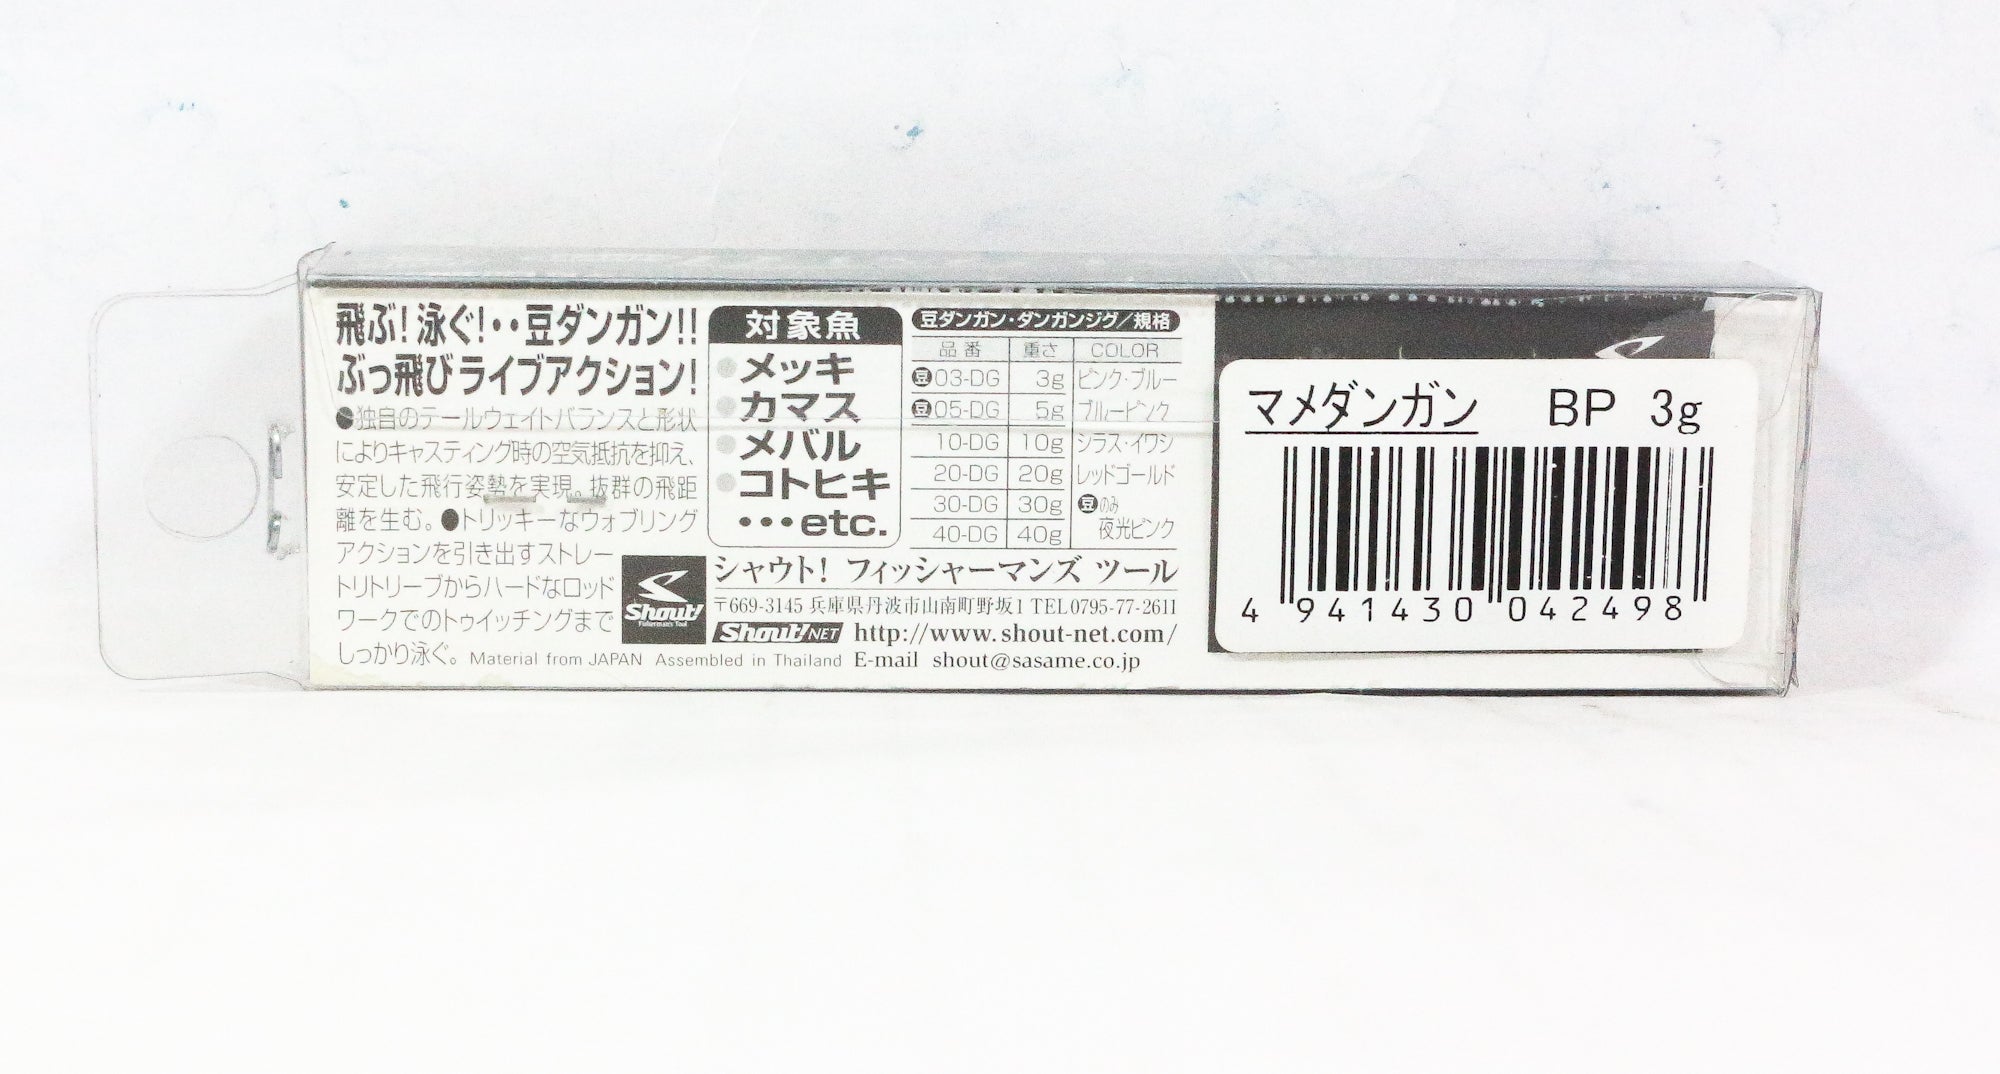 飛ぶ!泳ぐ!‥豆ダンガン!!
ぶっ飛びライブアクション!
●独自のテールウェイトバランスと形状
によりキャスティング時の空気抵抗を抑え、
安定した飛行姿勢を実現。抜群の飛距
離を生む。●トリッキーなウォブリング
アクションを引き出すストレー
トリトリーブからハードなロッド
ワークでのトゥイッチングまで
しっかり泳ぐ。
Material from JAPAN Assembled in Thailand
対象魚
メッキ
カマス
メバル
コトヒキ
・・・etc.
豆ダンガン・ダンガンジグ/規格
品番 重さ COLOR
豆03-DG 3g ピンク・ブルー
豆05-DG 5g ブルーピンク
10-DG 10g シラス・イワシ
20-DG 20g レッドゴールド
30-DG 30g 豆のみ
40-DG 40g 夜光ピンク
Shout!
Fisherman's Tool
シャウト! フィッシャーマンズ ツール
〒669-3145 兵庫県丹波市山南町野坂1 TEL0795-77-2611
Shout!NET http://www.shout-net.com/
E-mail shout@sasame.co.jp
マメダンガン BP 3g
4 941430 042498